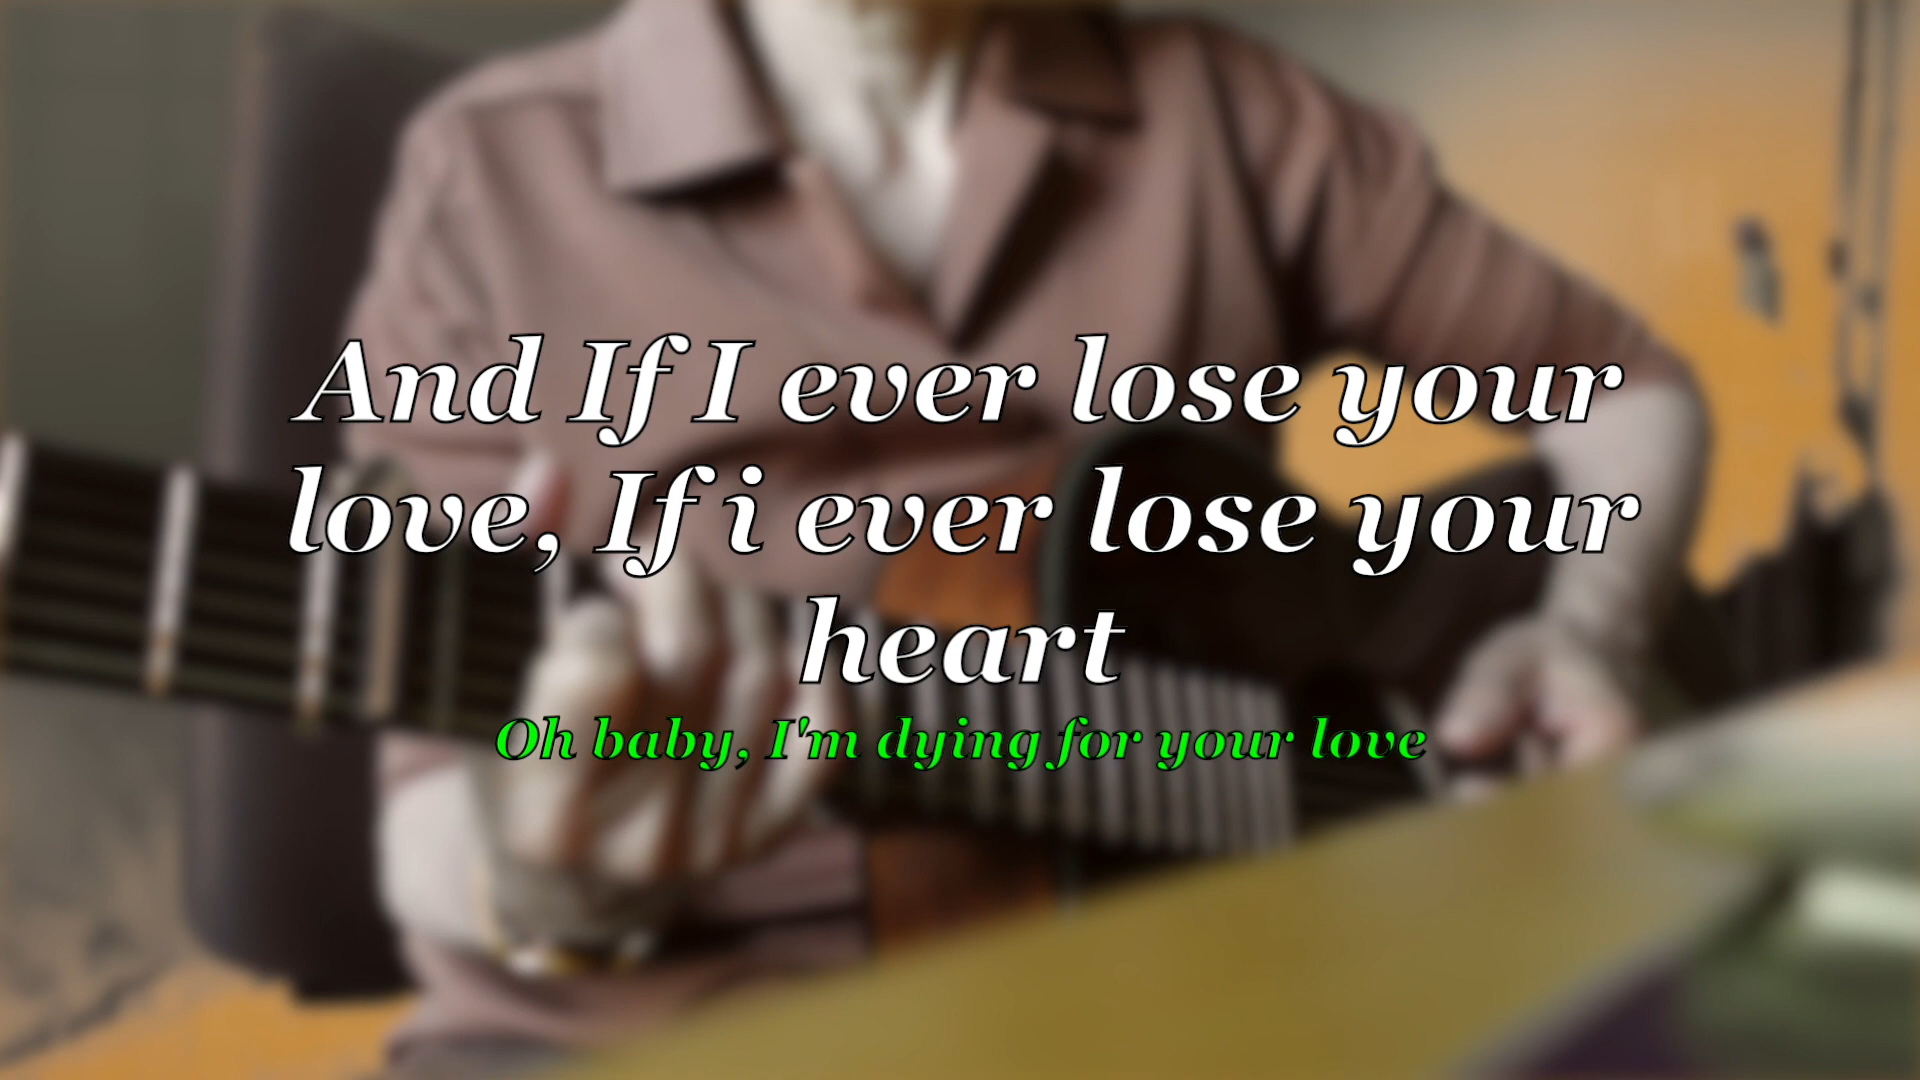 And If I ever lose your
love, If i ever lose your
heart
Oh baby, I'm dying for your love